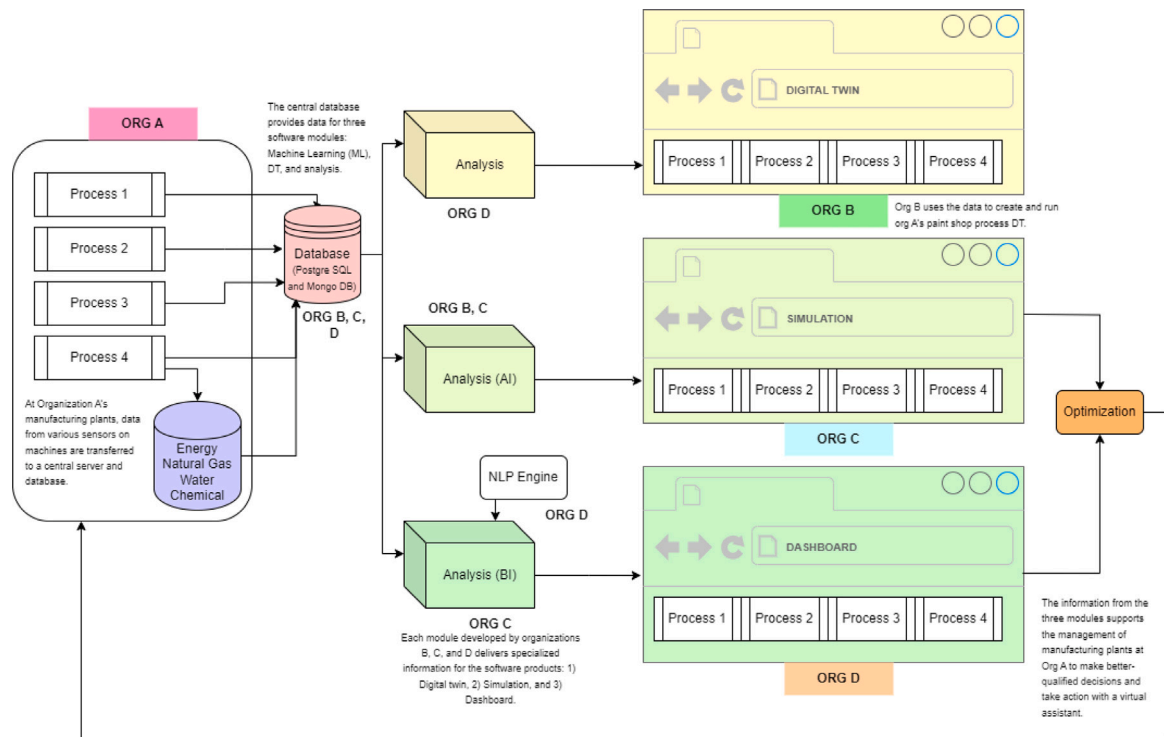 ORG A
Process 1
Process 2
Process 3
Process 4
At Organization A's
manufacturing plants, data
from various sensors on
machines are transferred
to a central server and
database.
Energy
Natural Gas
Water
Chemical
The central database
provides data for three
software modules:
Machine Learning (ML),
DT, and analysis.
Database
(Postgre SQL
and Mongo DB)
ORG B, C,
D
Analysis
ORG D
ORG B, C
Analysis (AI)
NLP Engine
ORG D
Analysis (BI)
ORG C
Each module developed by organizations
B, C, and D delivers specialized
information for the software products: 1)
Digital twin, 2) Simulation, and 3)
Dashboard.
DIGITAL TWIN
Process 1 Process 2 Process 3 Process 4
ORG B
Org B uses the data to create and run
org A's paint shop process DT.
SIMULATION
Process 1 Process 2 Process 3 Process 4
ORG C
DASHBOARD
Process 1 Process 2 Process 3 Process 4
ORG D
Optimization
The information from the
three modules supports
the management of
manufacturing plants at
Org A to make better-
qualified decisions and
take action with a virtual
assistant.